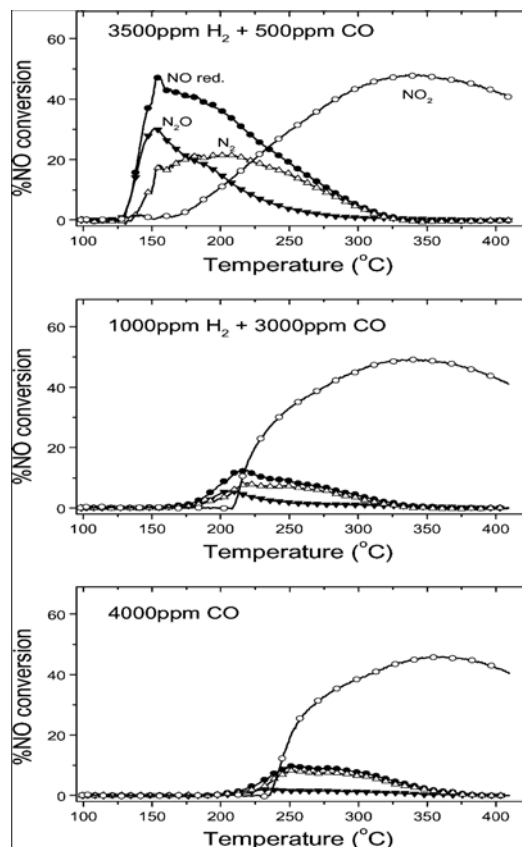 3500ppm H₂ + 500ppm CO
60
40
20
0
%NO conversion
NO red.
N₂O
N₂
NO₂
100 150 200 250 300 350 400
Temperature (°C)
1000ppm H₂ + 3000ppm CO
60
40
20
0
%NO conversion
100 150 200 250 300 350 400
Temperature (°C)
4000ppm CO
60
40
20
0
%NO conversion
100 150 200 250 300 350 400
Temperature (°C)